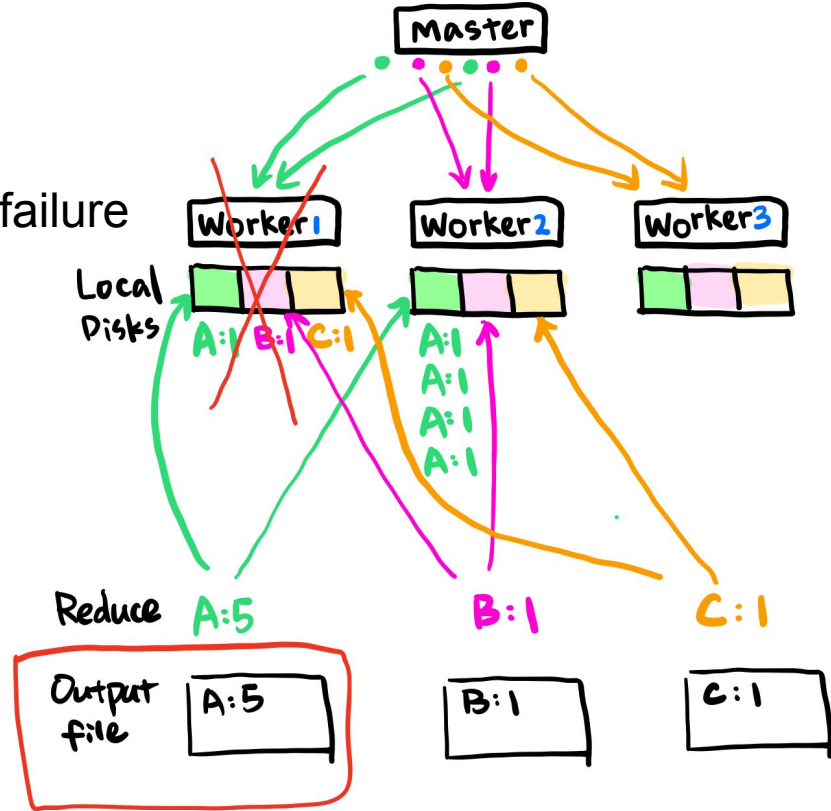 Master
failure
Worker1 Worker2 Worker3
Local
Disks
A:1 B:1 C:1 A:1
A:1
A:1
A:1
Reduce A:5 B:1 C:1
Output
file
A:5 B:1 C:1